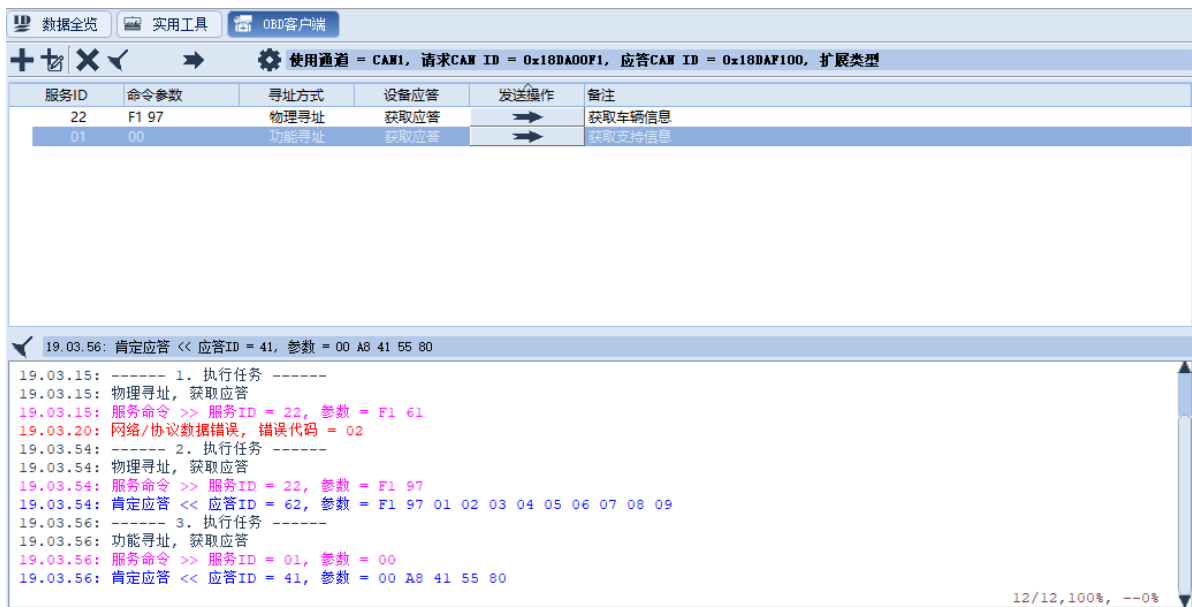 数据全览 实用工具 OBD客户端
使用通道 = CAN1, 请求CAN ID = 0x18DA00F1, 应答CAN ID = 0x18DAF100, 扩展类型
服务ID 命令参数 寻址方式 设备应答 发送操作 备注
22 F1 97 物理寻址 获取应答 获取车辆信息
01 00 功能寻址 获取应答 获取支持信息
19.03.56: 肯定应答 << 应答ID = 41, 参数 = 00 A8 41 55 80
19.03.15: ------ 1. 执行任务 ------
19.03.15: 物理寻址, 获取应答
19.03.15: 服务命令 >> 服务ID = 22, 参数 = F1 61
19.03.20: 网络/协议数据错误, 错误代码 = 02
19.03.54: ------ 2. 执行任务 ------
19.03.54: 物理寻址, 获取应答
19.03.54: 服务命令 >> 服务ID = 22, 参数 = F1 97
19.03.54: 肯定应答 << 应答ID = 62, 参数 = F1 97 01 02 03 04 05 06 07 08 09
19.03.56: ------ 3. 执行任务 ------
19.03.56: 功能寻址, 获取应答
19.03.56: 服务命令 >> 服务ID = 01, 参数 = 00
19.03.56: 肯定应答 << 应答ID = 41, 参数 = 00 A8 41 55 80
12/12,100%, --0%